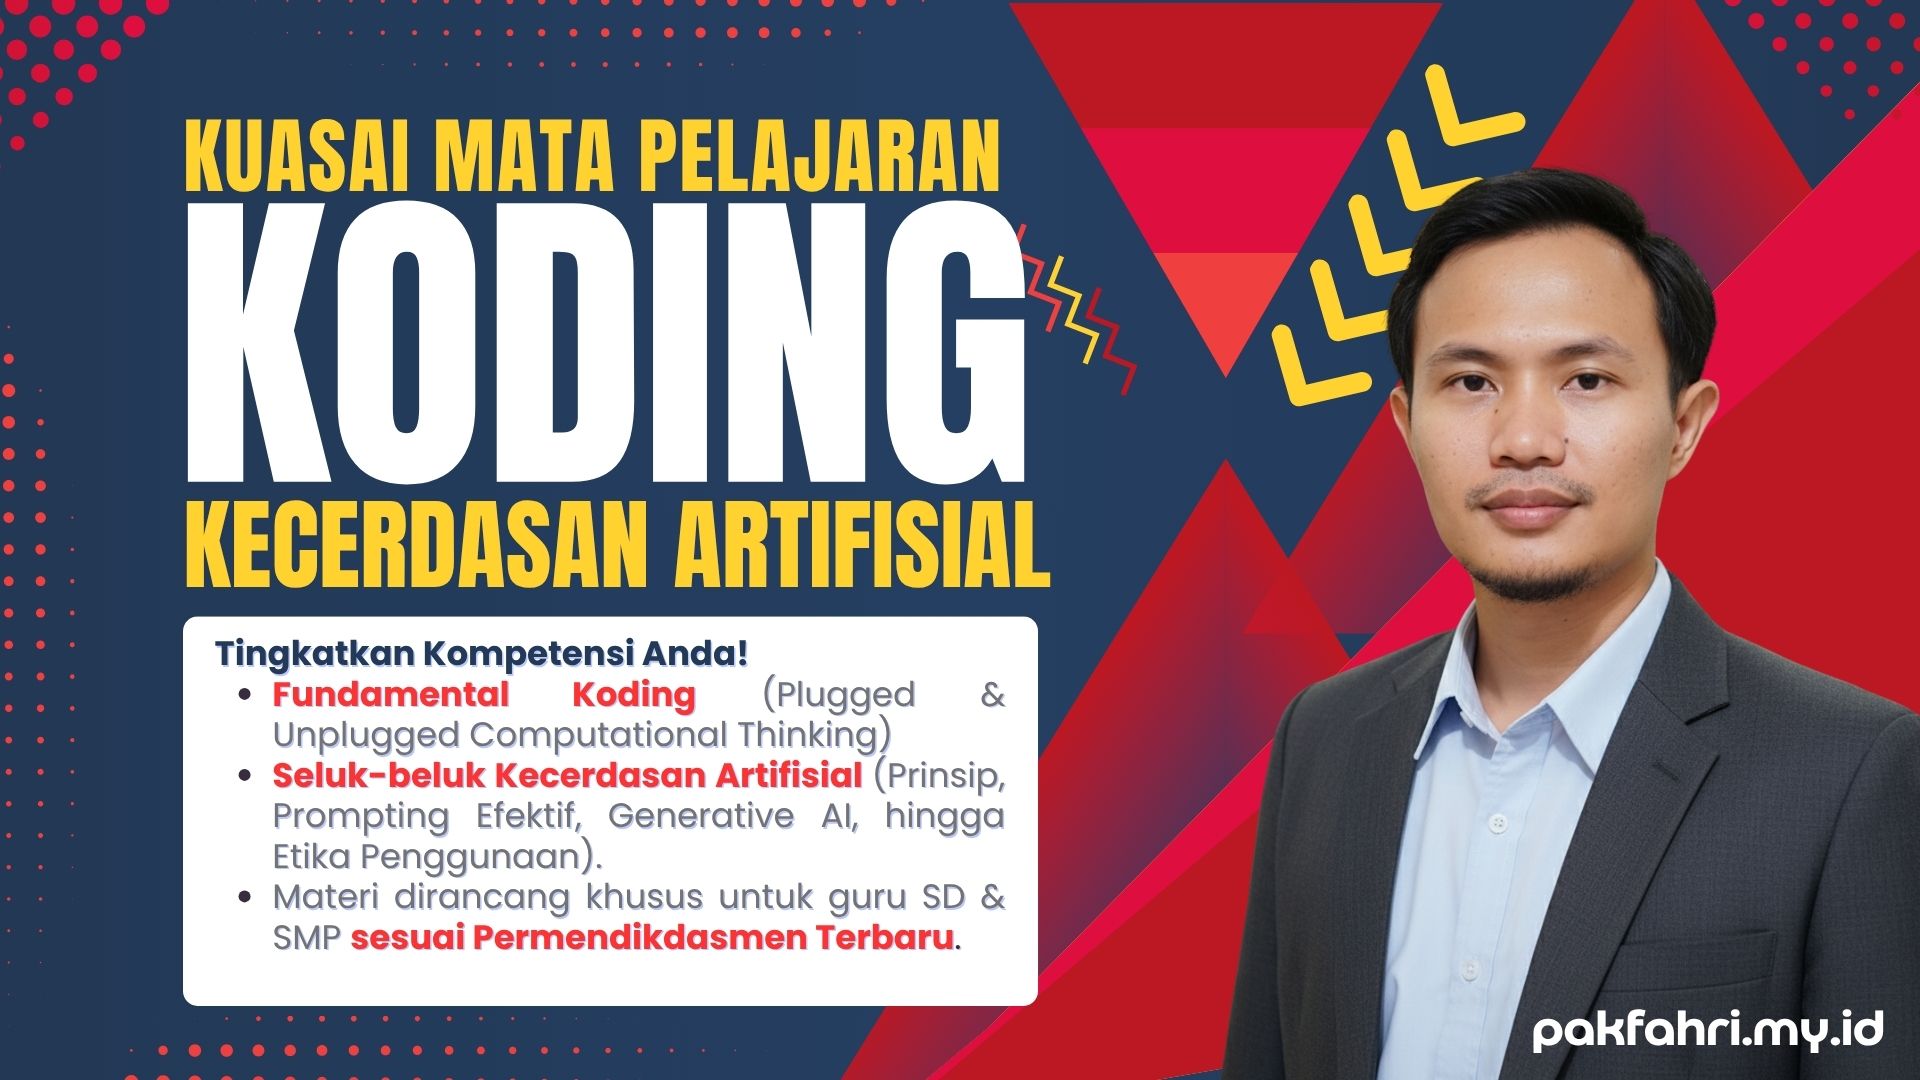 KUASAI MATA PELAJARAN
KODING
KECERDASAN ARTIFISIAL
Tingkatkan Kompetensi Anda!
• Fundamental Koding (Plugged &
Unplugged Computational Thinking)
• Seluk-beluk Kecerdasan Artifisial (Prinsip,
Prompting Efektif, Generative AI, hingga
Etika Penggunaan).
• Materi dirancang khusus untuk guru SD &
SMP sesuai Permendikdasmen Terbaru.
pakfahri.my.id